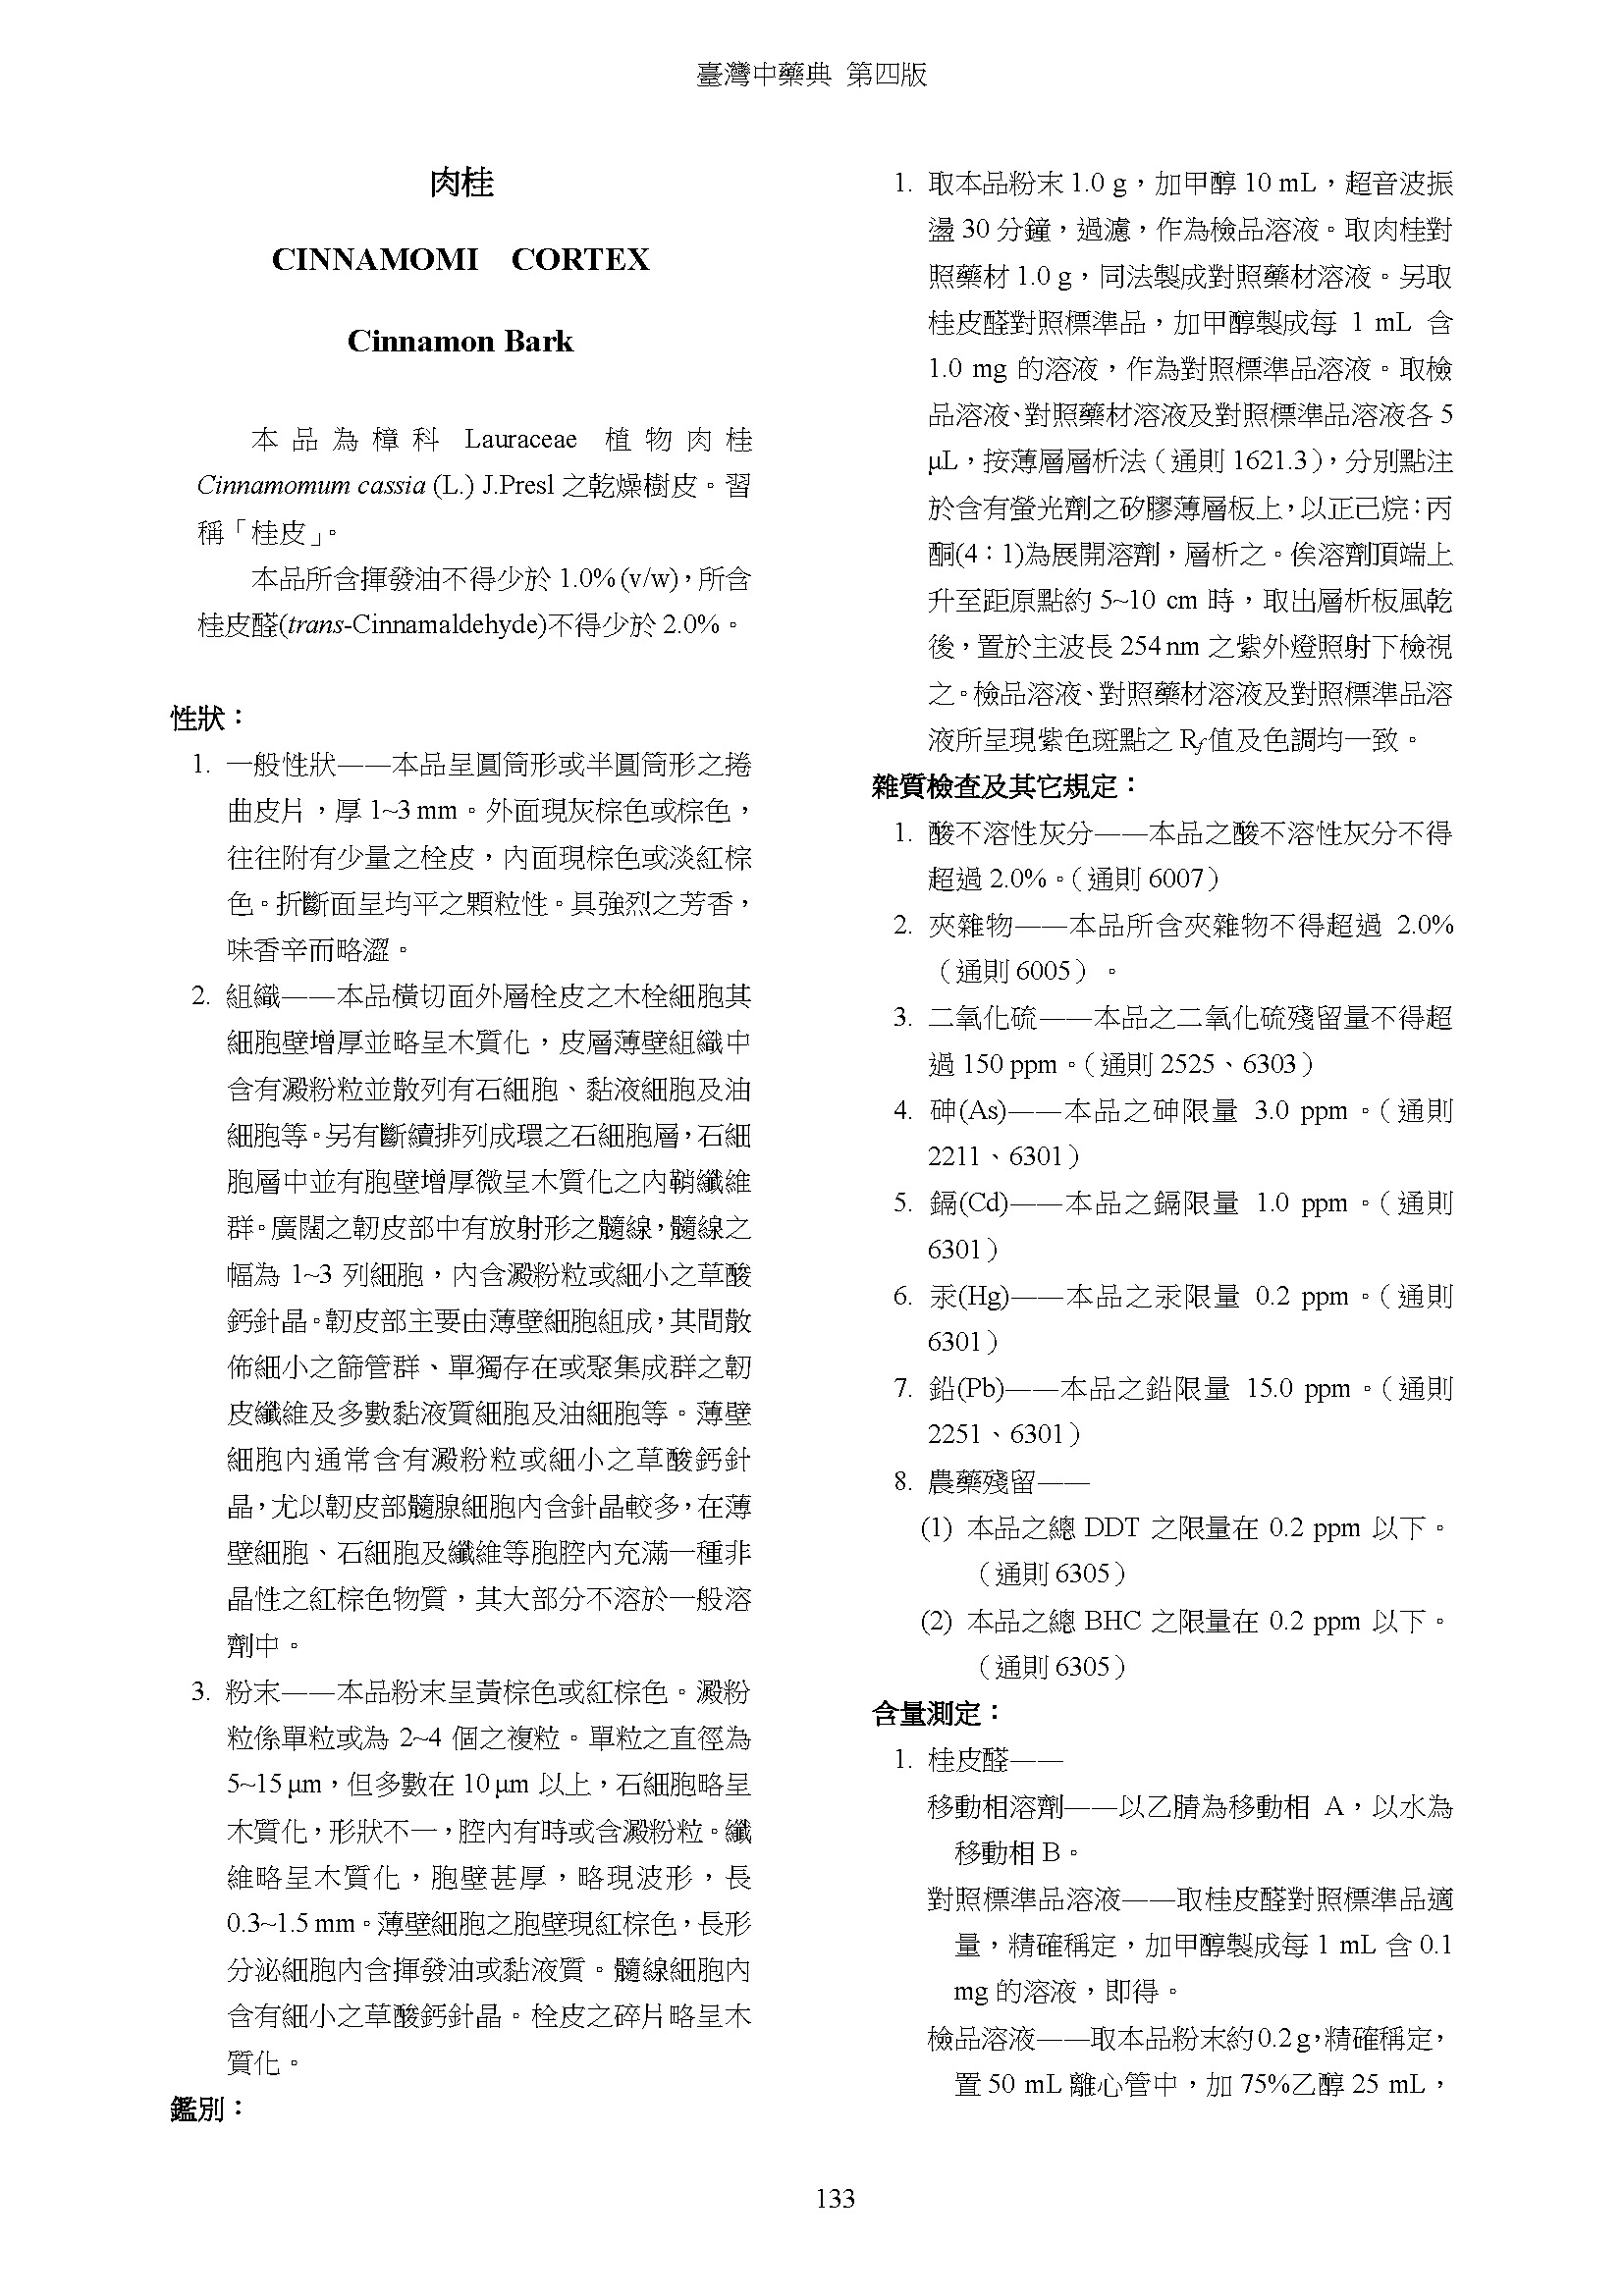 臺灣中藥典 第四版
肉桂
CINNAMOMI CORTEX
Cinnamon Bark
本品為樟科 Lauraceae 植物肉桂
Cinnamomum cassia (L.) J.Presl 之乾燥樹皮。習
稱「桂皮」。
本品所含揮發油不得少於 1.0% (v/w),所含
桂皮醛(trans-Cinnamaldehyde)不得少於 2.0%。
性狀:
1. 一般性狀——本品呈圓筒形或半圓筒形之捲
曲皮片,厚 1~3 mm。外面現灰棕色或棕色,
往往附有少量之栓皮,內面現棕色或淡紅棕
色。折斷面呈均平之顆粒性。具強烈之芳香,
味香辛而略澀。
2. 組織——本品橫切面外層栓皮之木栓細胞其
細胞壁增厚並略呈木質化,皮層薄壁組織中
含有澱粉粒並散列有石細胞、黏液細胞及油
細胞等。另有斷續排列成環之石細胞層,石細
胞層中並有胞壁增厚微呈木質化之內鞘纖維
群。廣闊之韌皮部中有放射形之髓線,髓線之
幅為 1~3 列細胞,內含澱粉粒或細小之草酸
鈣針晶。韌皮部主要由薄壁細胞組成,其間散
佈細小之篩管群、單獨存在或聚集成群之韌
皮纖維及多數黏液質細胞及油細胞等。薄壁
細胞內通常含有澱粉粒或細小之草酸鈣針
晶,尤以韌皮部髓腺細胞內含針晶較多,在薄
壁細胞、石細胞及纖維等胞腔內充滿一種非
晶性之紅棕色物質,其大部分不溶於一般溶
劑中。
3. 粉末——本品粉末呈黃棕色或紅棕色。澱粉
粒係單粒或為 2~4 個之複粒。單粒之直徑為
5~15 μm,但多數在 10 μm 以上,石細胞略呈
木質化,形狀不一,腔內有時或含澱粉粒。纖
維略呈木質化,胞壁甚厚,略現波形,長
0.3~1.5 mm。薄壁細胞之胞壁現紅棕色,長形
分泌細胞內含揮發油或黏液質。髓線細胞內
含有細小之草酸鈣針晶。栓皮之碎片略呈木
質化。
鑑別:
1. 取本品粉末 1.0 g,加甲醇 10 mL,超音波振
盪 30 分鐘,過濾,作為檢品溶液。取肉桂對
照藥材 1.0 g,同法製成對照藥材溶液。另取
桂皮醛對照標準品,加甲醇製成每 1 mL 含
1.0 mg 的溶液,作為對照標準品溶液。取檢
品溶液、對照藥材溶液及對照標準品溶液各 5
μL,按薄層層析法(通則 1621.3),分別點注
於含有螢光劑之矽膠薄層板上,以正己烷:丙
酮(4:1)為展開溶劑,層析之。俟溶劑頂端上
升至距原點約 5~10 cm 時,取出層析板風乾
後,置於主波長 254 nm 之紫外燈照射下檢視
之。檢品溶液、對照藥材溶液及對照標準品溶
液所呈現紫色斑點之 Rf值及色調均一致。
雜質檢查及其它規定:
1. 酸不溶性灰分——本品之酸不溶性灰分不得
超過 2.0%。(通則 6007)
2. 夾雜物——本品所含夾雜物不得超過 2.0%
(通則 6005)。
3. 二氧化硫——本品之二氧化硫殘留量不得超
過 150 ppm。(通則 2525、6303)
4. 砷(As)——本品之砷限量 3.0 ppm。(通則
2211、6301)
5. 鎘(Cd)——本品之鎘限量 1.0 ppm。(通則
6301)
6. 汞(Hg)——本品之汞限量 0.2 ppm。(通則
6301)
7. 鉛(Pb)——本品之鉛限量 15.0 ppm。(通則
2251、6301)
8. 農藥殘留——
(1) 本品之總 DDT 之限量在 0.2 ppm 以下。
(通則 6305)
(2) 本品之總 BHC 之限量在 0.2 ppm 以下。
(通則 6305)
含量測定:
1. 桂皮醛——
移動相溶劑——以乙腈為移動相 A,以水為
移動相 B。
對照標準品溶液——取桂皮醛對照標準品適
量,精確稱定,加甲醇製成每 1 mL 含 0.1
mg 的溶液,即得。
檢品溶液——取本品粉末約 0.2 g,精確稱定,
置 50 mL 離心管中,加 75%乙醇 25 mL,
133